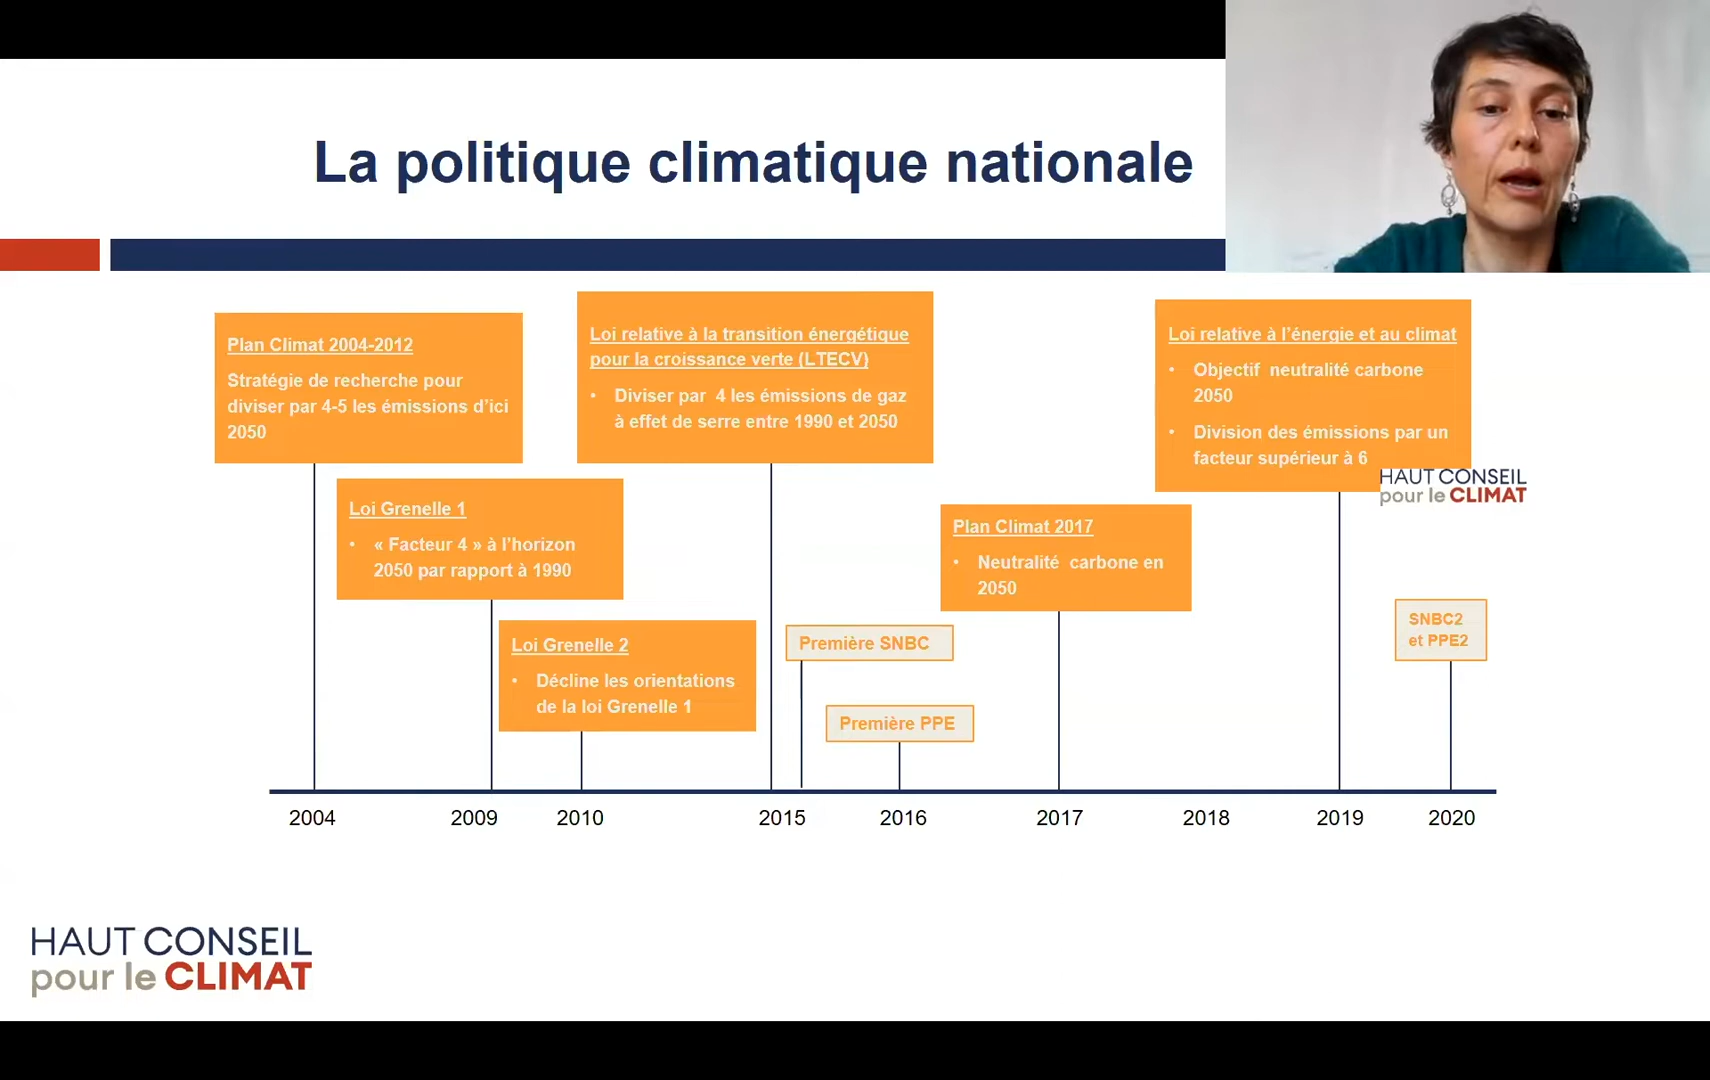 La politique climatique nationale
Plan Climat 2004-2012
Stratégie de recherche pour
diviser par 4-5 les émissions d’ici
2050
Loi relative à la transition énergétique
pour la croissance verte (LTECV)
• Diviser par 4 les émissions de gaz
à effet de serre entre 1990 et 2050
Loi relative à l’énergie et au climat
• Objectif neutralité carbone
2050
• Division des émissions par un
facteur supérieur à 6
HAUT CONSEIL
pour le CLIMAT
Loi Grenelle 1
• « Facteur 4 » à l’horizon
2050 par rapport à 1990
Plan Climat 2017
• Neutralité carbone en
2050
Loi Grenelle 2
• Décline les orientations
de la loi Grenelle 1
Première SNBC
Première PPE
SNBC2
et PPE2
2004 2009 2010 2015 2016 2017 2018 2019 2020
HAUT CONSEIL
pour le CLIMAT